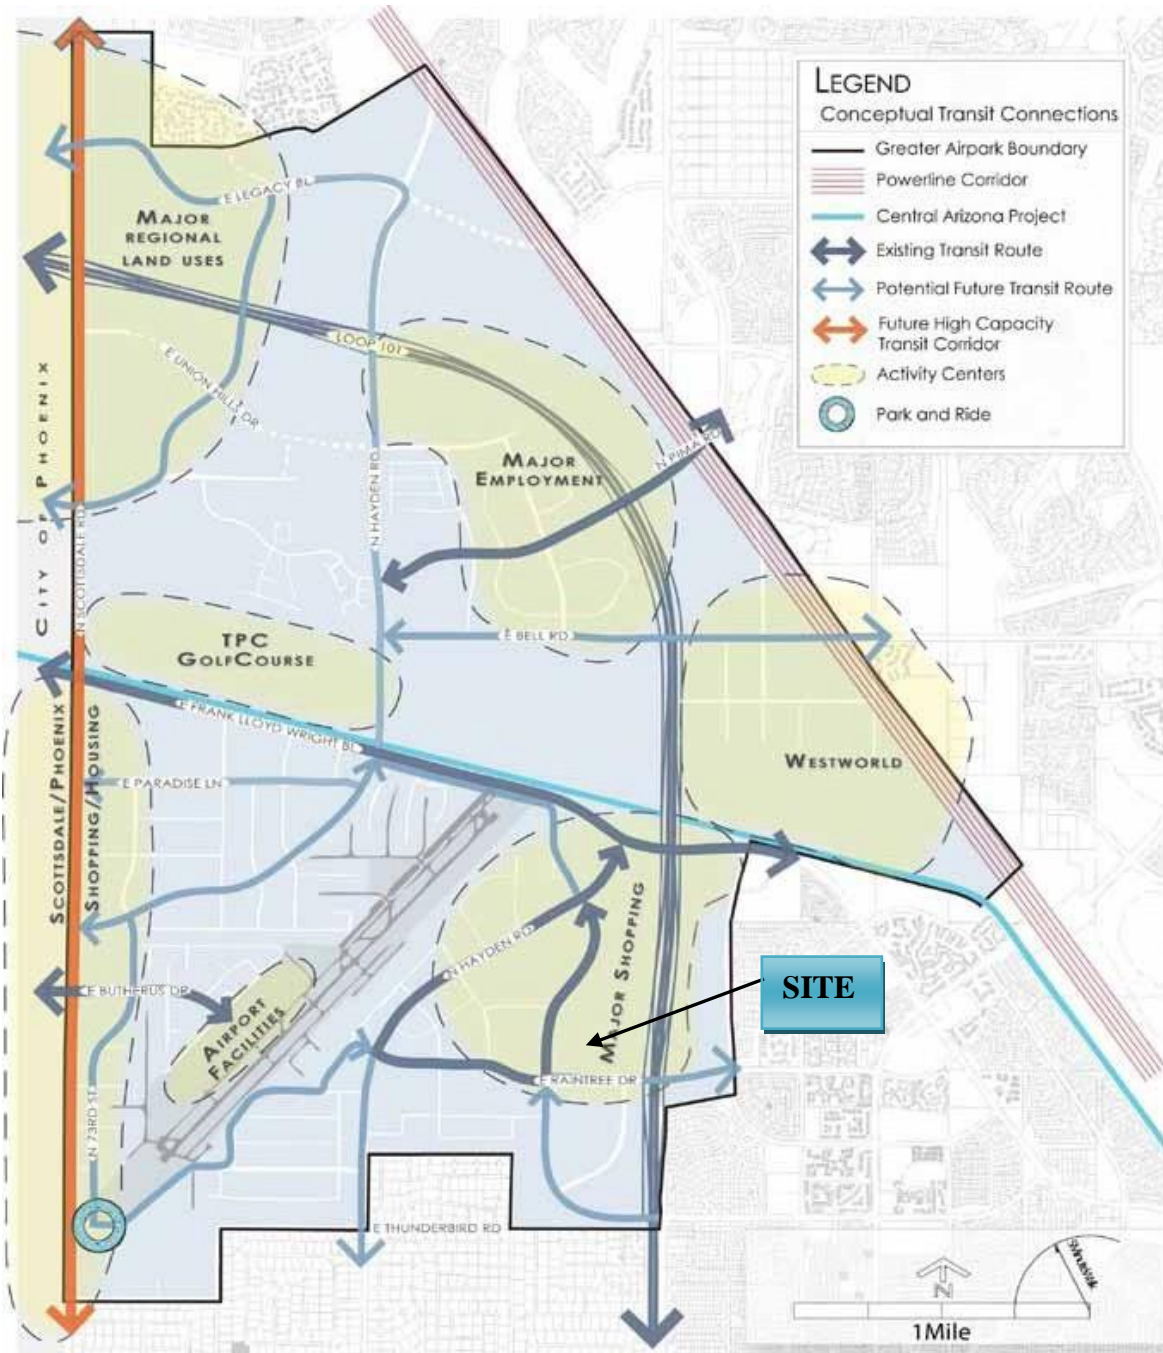 LEGEND
Conceptual Transit Connections
Greater Airpark Boundary
Powerline Corridor
Central Arizona Project
Existing Transit Route
Potential Future Transit Route
Future High Capacity
Transit Corridor
Activity Centers
Park and Ride
E LEGACY BL
MAJOR
REGIONAL
LAND USES
LOOP 101
E UNION HILLS DR
CITY OF PHOENIX
N SCOTTSDALE RD
N HAYDEN RD
MAJOR
EMPLOYMENT
N PIMA RD
E BELL RD
TPC
GOLFCOURSE
E FRANK LLOYD WRIGHT BL
WESTWORLD
E PARADISE LN
SCOTTSDALE/PHOENIX
SHOPPING/HOUSING
N HAYDEN RD
MAJOR SHOPPING
SITE
E BUTHERUS DR
AIRPORT
FACILITIES
E RAINTREE DR
N 73RD ST
E THUNDERBIRD RD
N
1Mile